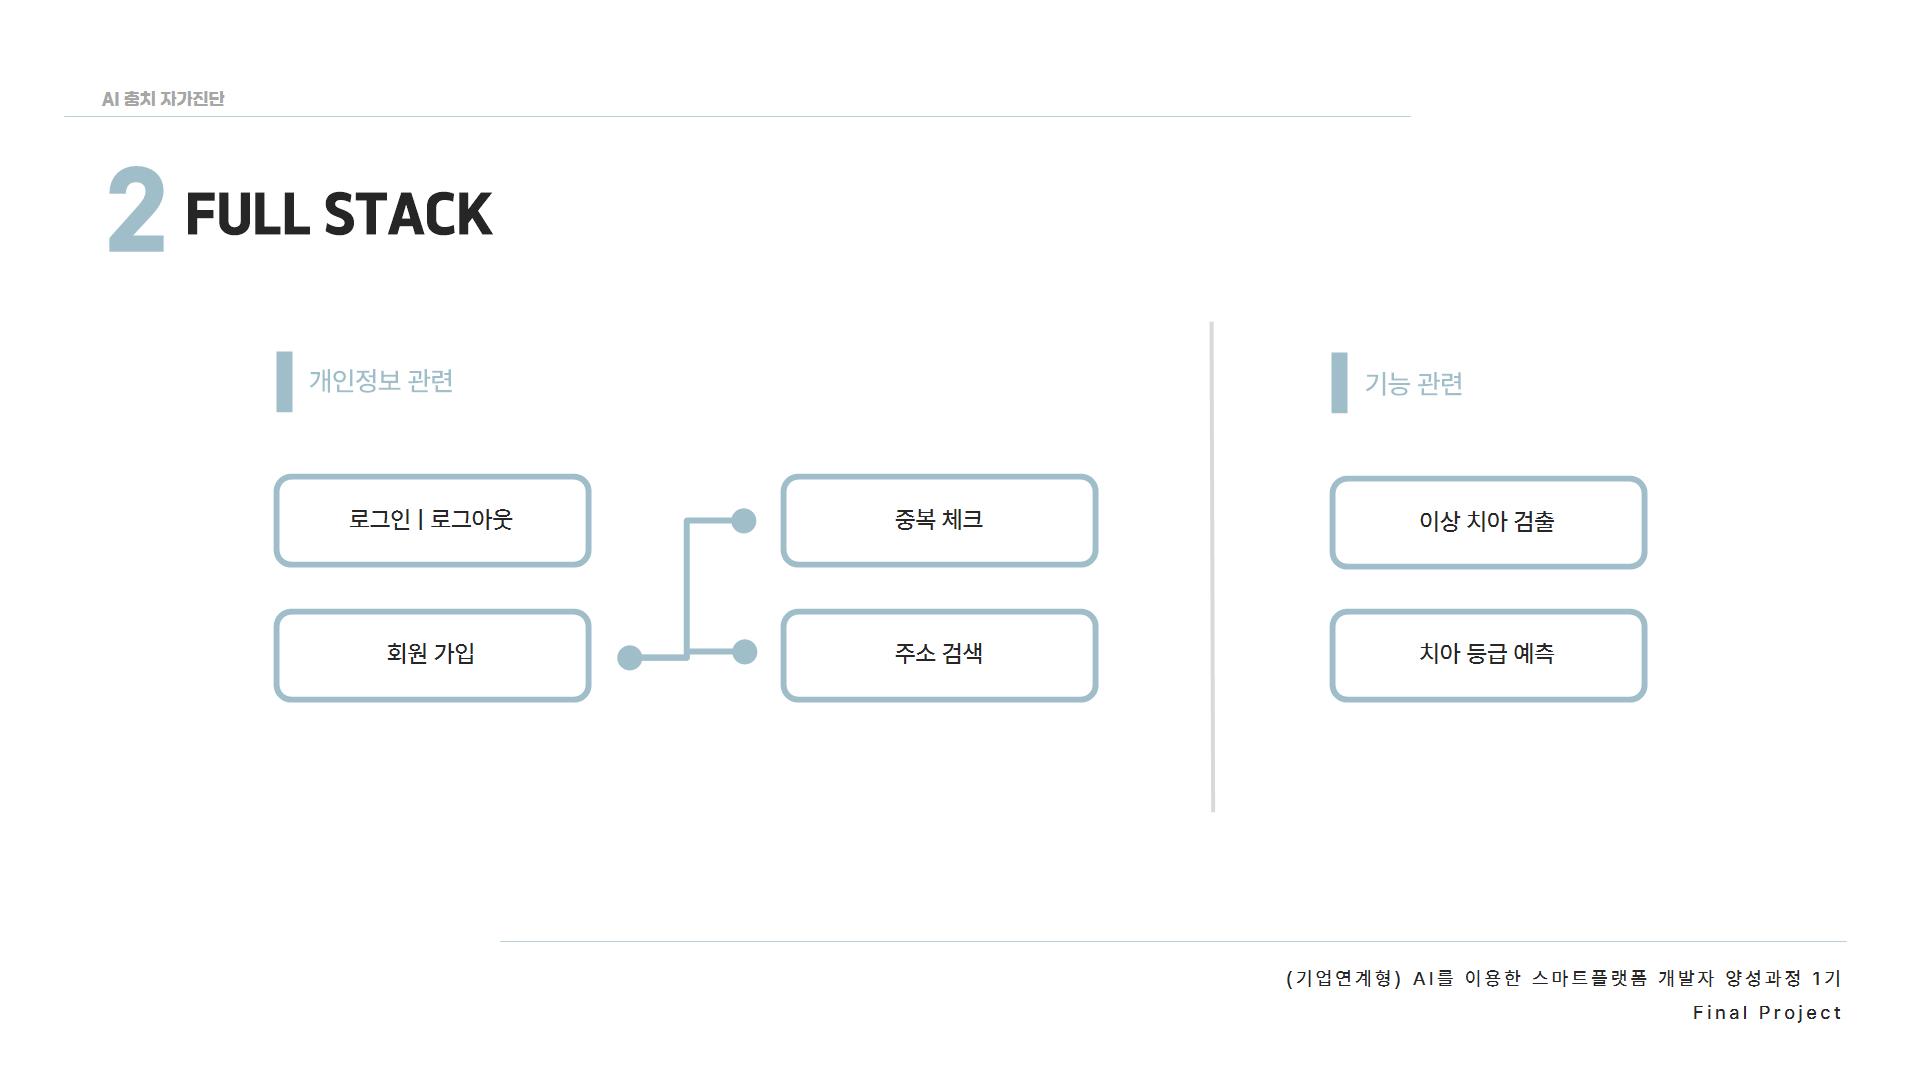 AI 충치 자가진단
2 FULL STACK
개인정보 관련
로그인 | 로그아웃
회원 가입
중복 체크
주소 검색
기능 관련
이상 치아 검출
치아 등급 예측
(기업연계형) AI를 이용한 스마트플랫폼 개발자 양성과정 1기
Final Project